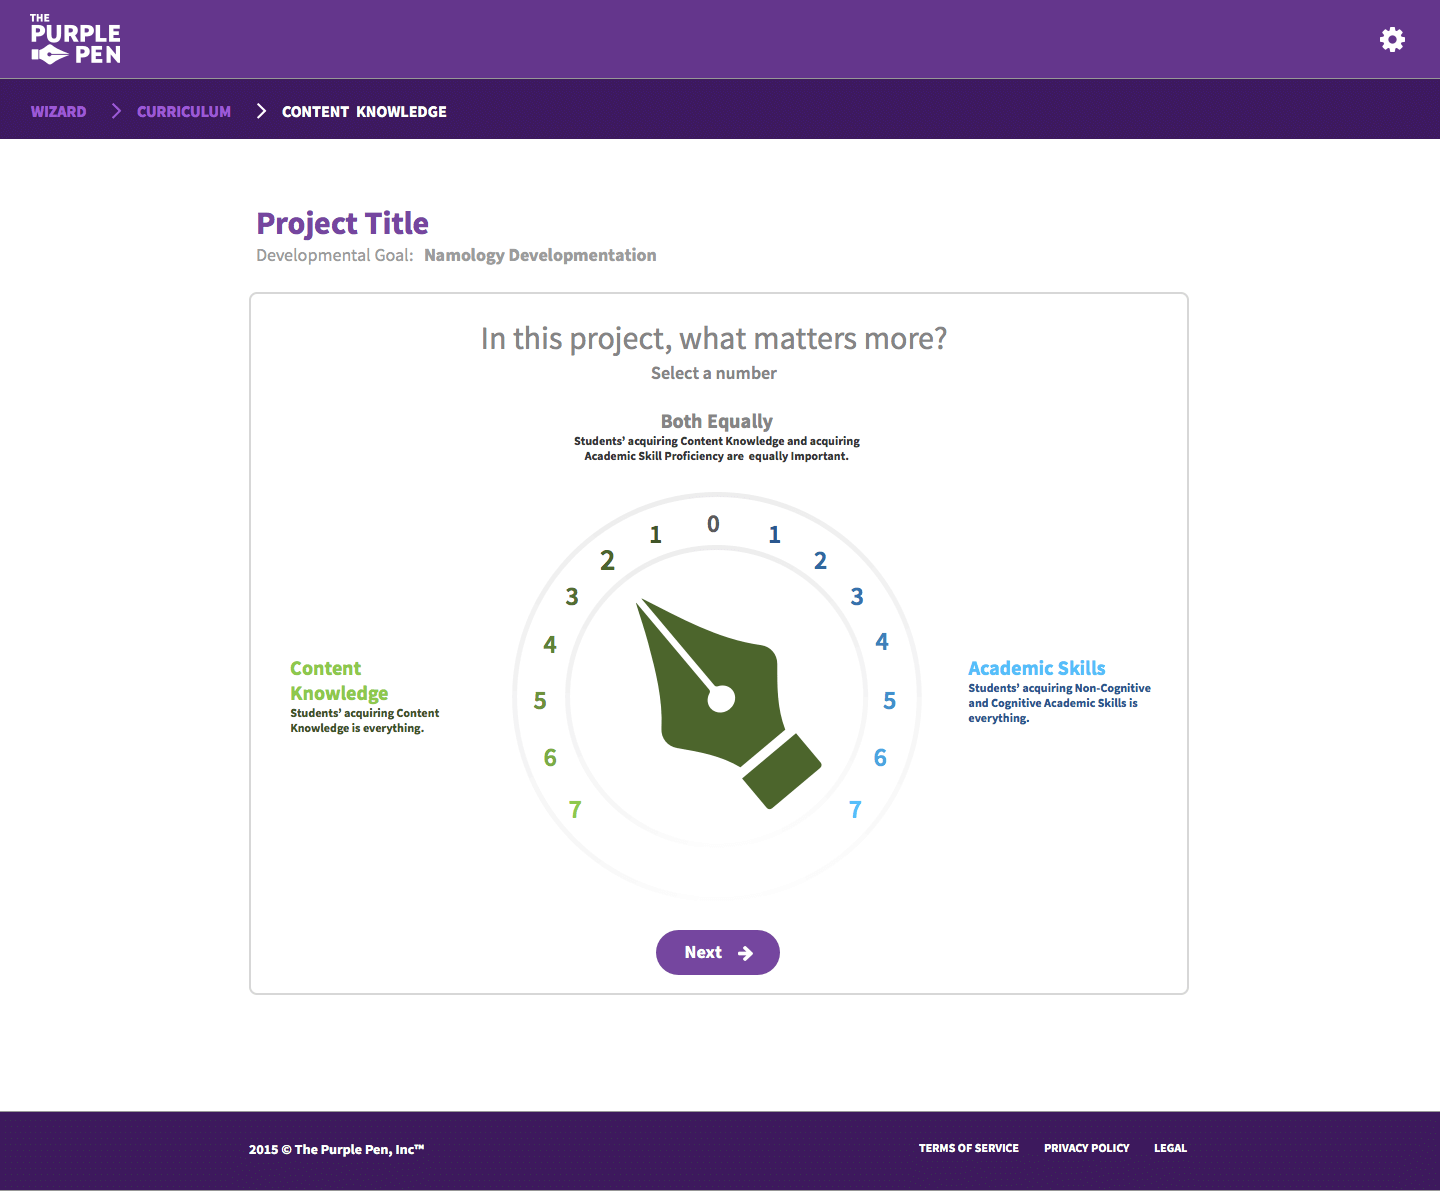 THE
PURPLE
PEN
WIZARD
CURRICULUM
CONTENT KNOWLEDGE
Project Title
Developmental Goal: Namology Developmentation
In this project, what matters more?
Select a number
Both Equally
Students’ acquiring Content Knowledge and acquiring
Academic Skill Proficiency are equally Important.
0
1
1
2
2
3
3
4
4
5
5
6
6
7
7
Content
Knowledge
Students’ acquiring Content
Knowledge is everything.
Academic Skills
Students’ acquiring Non-Cognitive
and Cognitive Academic Skills is
everything.
Next
2015 © The Purple Pen, Inc™
TERMS OF SERVICE
PRIVACY POLICY
LEGAL